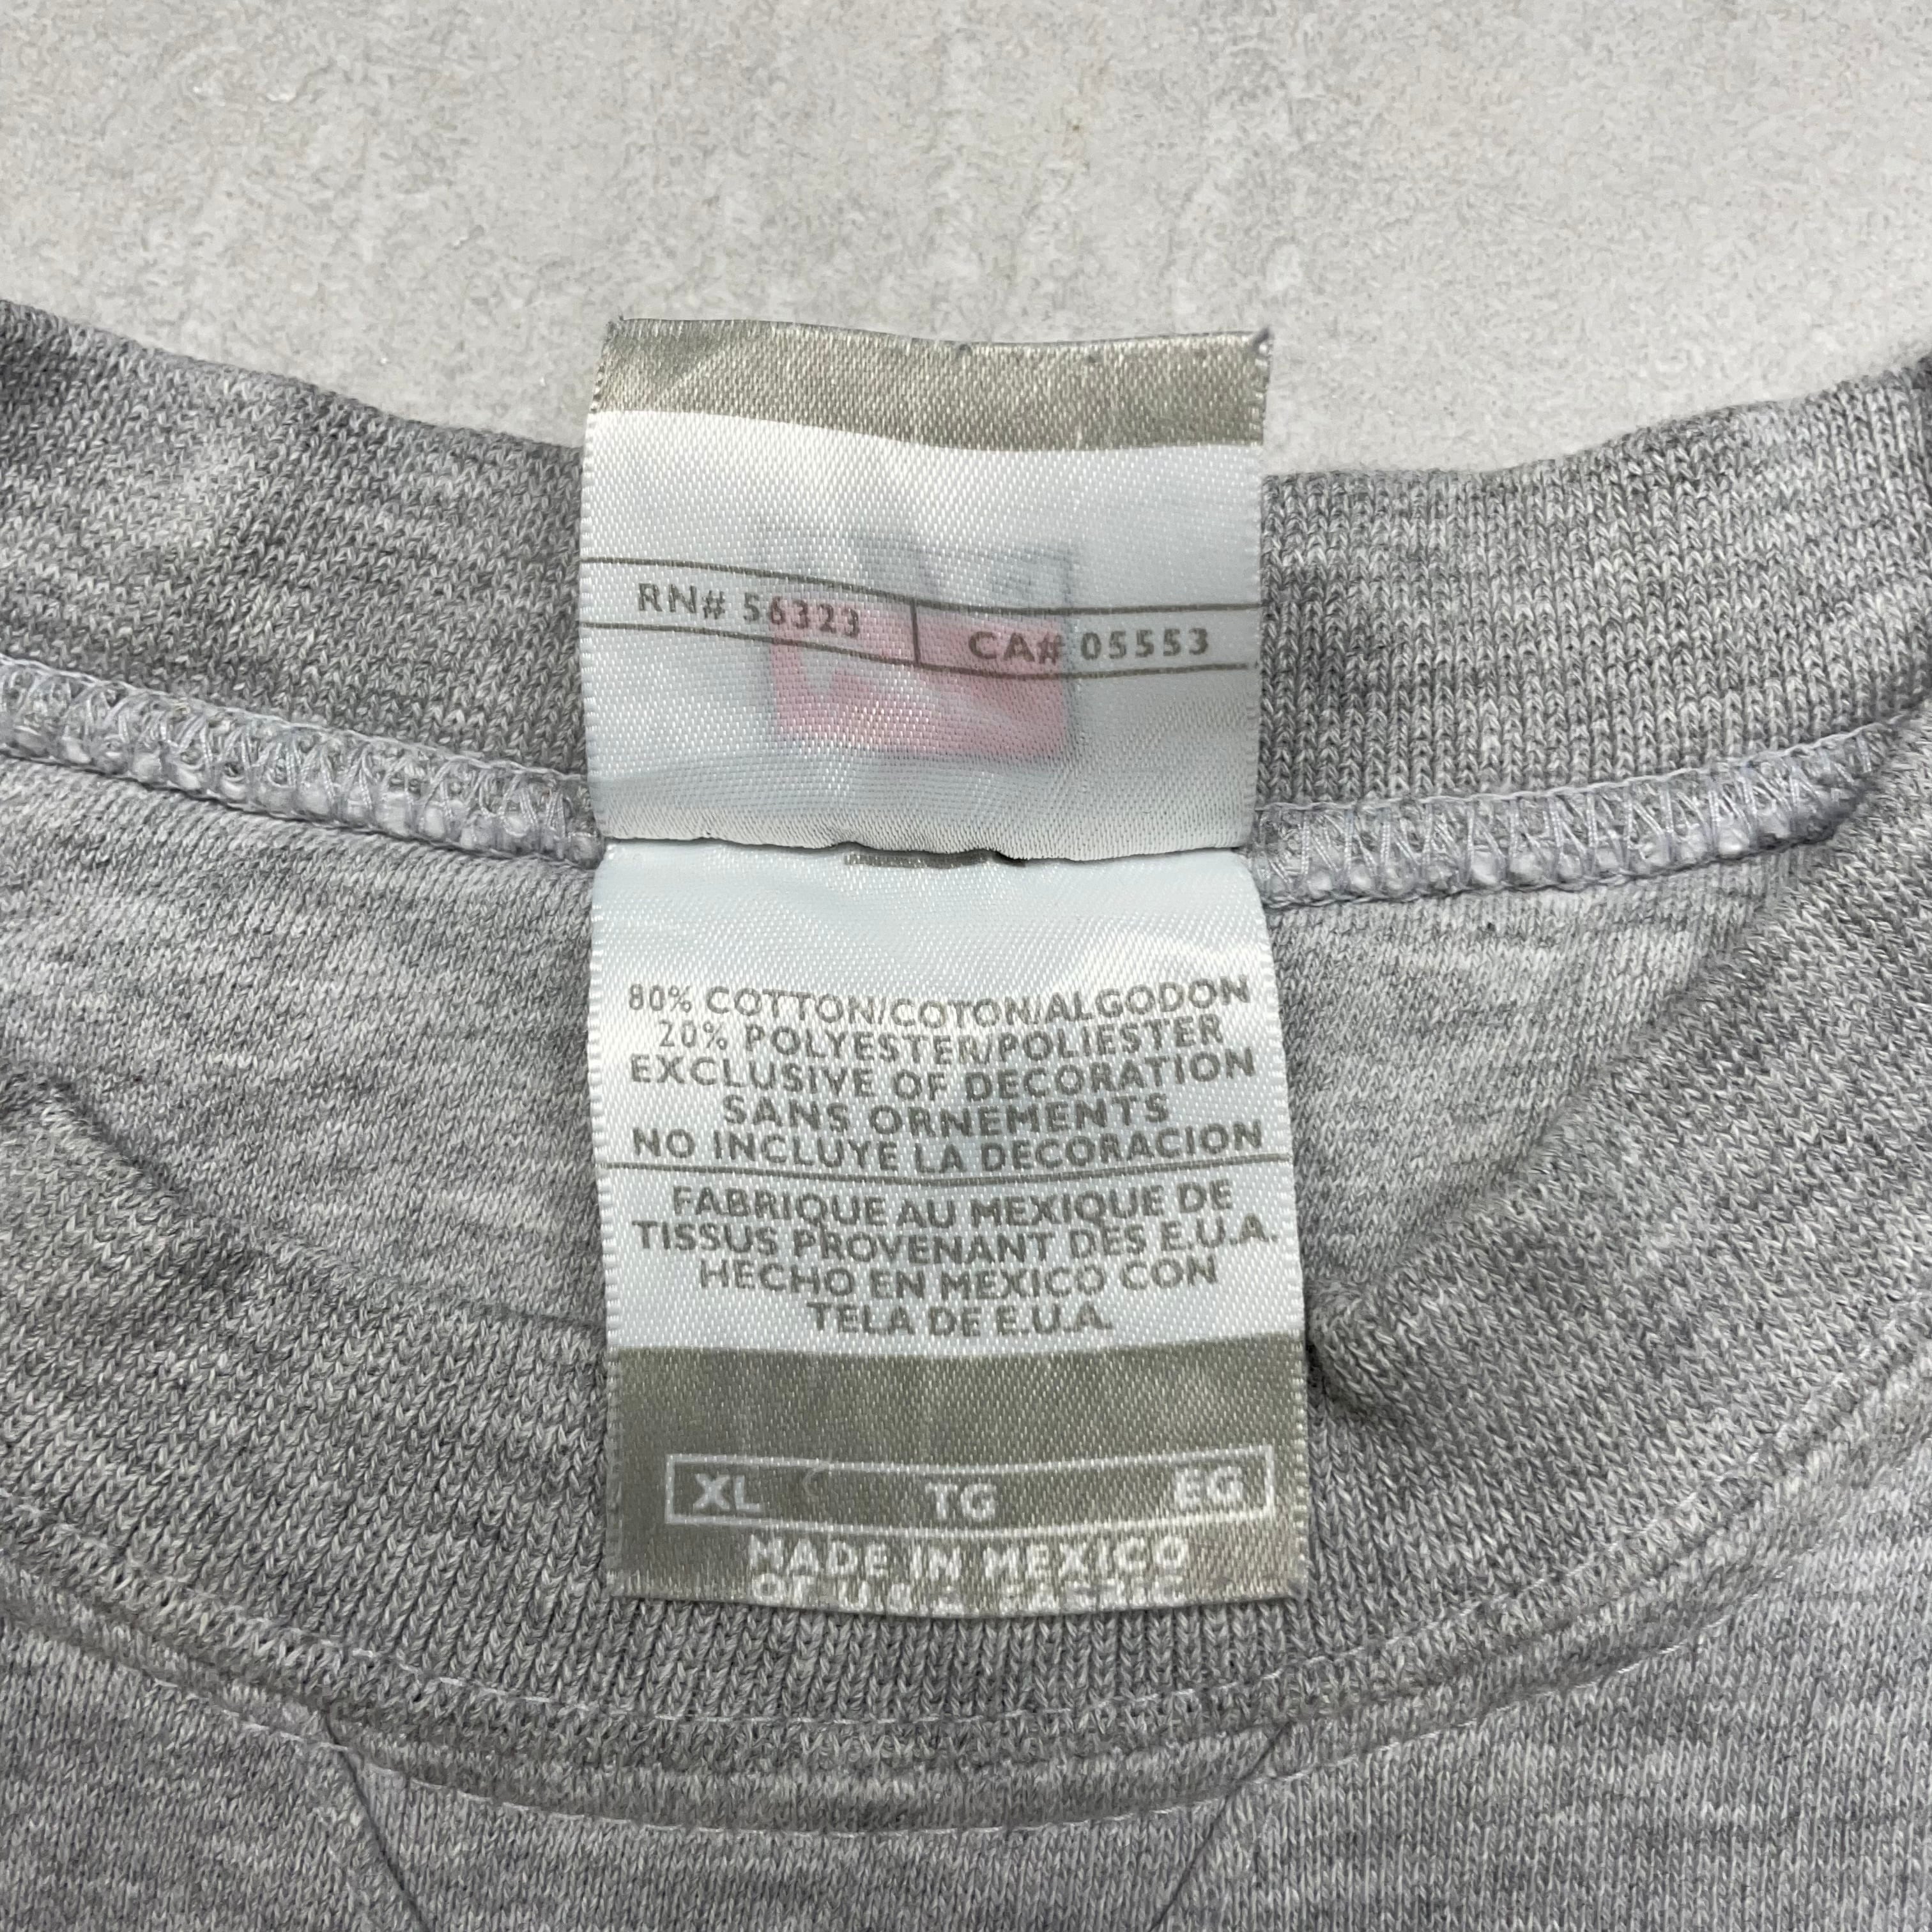 RN# 56323 CA# 05553
80% COTTON/COTON/ALGODON
20% POLYESTER/POLIESTER
EXCLUSIVE OF DECORATION
SANS ORNEMENTS
NO INCLUYE LA DECORACION
FABRIQUE AU MEXIQUE DE
TISSUS PROVENANT DES E.U.A.
HECHO EN MEXICO CON
TELA DE E.U.A.
XL TG EG
MADE IN MEXICO
OF U.S. FABRIC